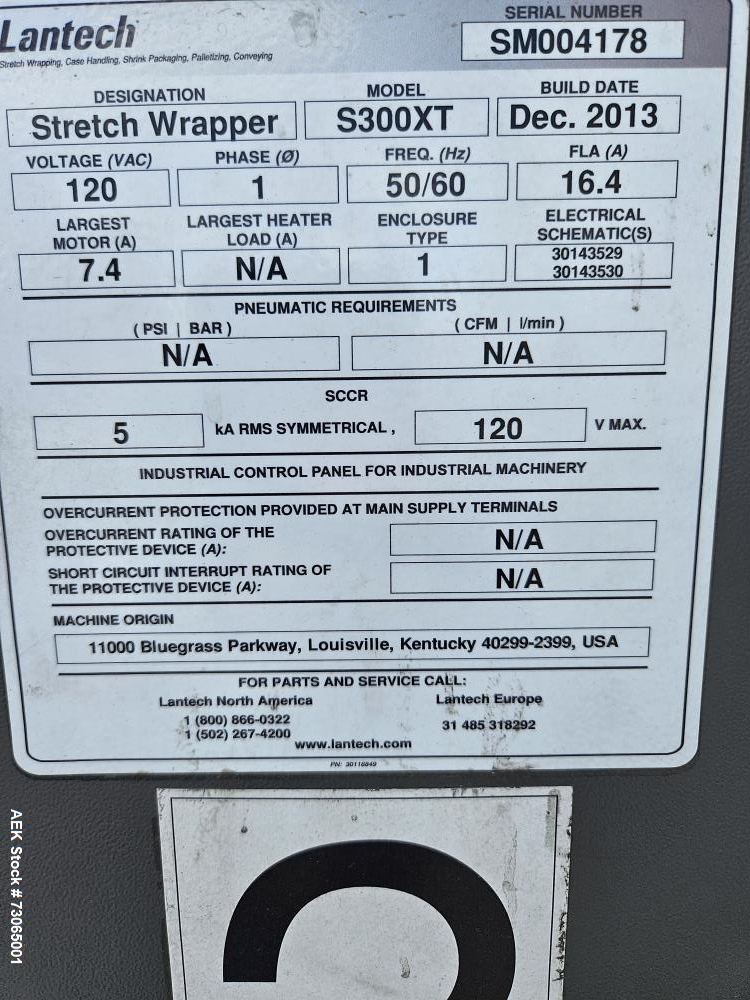 Lantech
Stretch Wrapping, Case Handling, Shrink Packaging, Palletizing, Conveying
SERIAL NUMBER
SM004178
DESIGNATION
Stretch Wrapper
MODEL
S300XT
BUILD DATE
Dec. 2013
VOLTAGE (VAC)
120
PHASE (Ø)
1
FREQ. (Hz)
50/60
FLA (A)
16.4
LARGEST
MOTOR (A)
7.4
LARGEST HEATER
LOAD (A)
N/A
ENCLOSURE
TYPE
1
ELECTRICAL
SCHEMATIC(S)
30143529
30143530
PNEUMATIC REQUIREMENTS
( PSI | BAR )
N/A
( CFM | l/min )
N/A
SCCR
5 kA RMS SYMMETRICAL , 120 V MAX.
INDUSTRIAL CONTROL PANEL FOR INDUSTRIAL MACHINERY
OVERCURRENT PROTECTION PROVIDED AT MAIN SUPPLY TERMINALS
OVERCURRENT RATING OF THE
PROTECTIVE DEVICE (A):
N/A
SHORT CIRCUIT INTERRUPT RATING OF
THE PROTECTIVE DEVICE (A):
N/A
MACHINE ORIGIN
11000 Bluegrass Parkway, Louisville, Kentucky 40299-2399, USA
FOR PARTS AND SERVICE CALL:
Lantech North America
1 (800) 866-0322
1 (502) 267-4200
Lantech Europe
31 485 318292
www.lantech.com
PN: 30118849
AEK Stock # 73065001